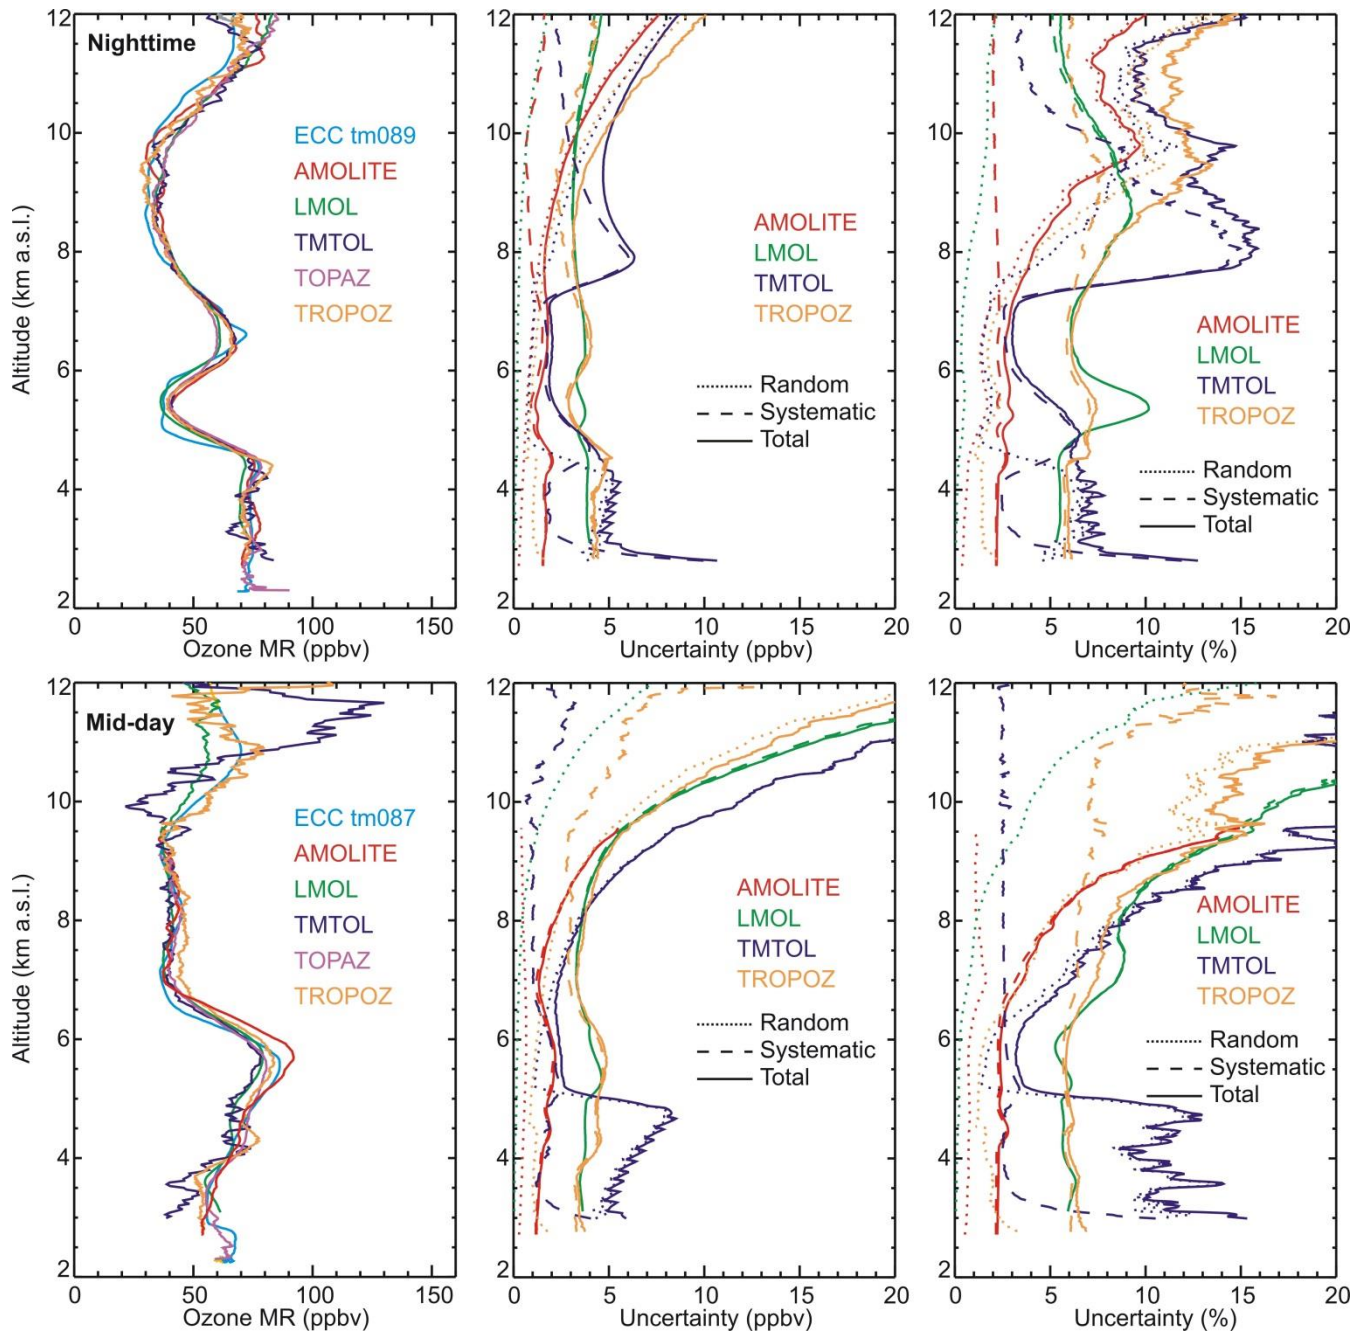 12
10
8
6
4
2
Altitude (km a.s.l.)
Nighttime
ECC tm089
AMOLITE
LMOL
TMTOL
TOPAZ
TROPOZ
0 50 100 150
Ozone MR (ppbv)
12
10
8
6
4
2
AMOLITE
LMOL
TMTOL
TROPOZ
Random
Systematic
Total
0 5 10 15 20
Uncertainty (ppbv)
12
10
8
6
4
2
AMOLITE
LMOL
TMTOL
TROPOZ
Random
Systematic
Total
0 5 10 15 20
Uncertainty (%)
12
10
8
6
4
2
Altitude (km a.s.l.)
Mid-day
ECC tm087
AMOLITE
LMOL
TMTOL
TOPAZ
TROPOZ
0 50 100 150
Ozone MR (ppbv)
12
10
8
6
4
2
AMOLITE
LMOL
TMTOL
TROPOZ
Random
Systematic
Total
0 5 10 15 20
Uncertainty (ppbv)
12
10
8
6
4
2
AMOLITE
LMOL
TMTOL
TROPOZ
Random
Systematic
Total
0 5 10 15 20
Uncertainty (%)